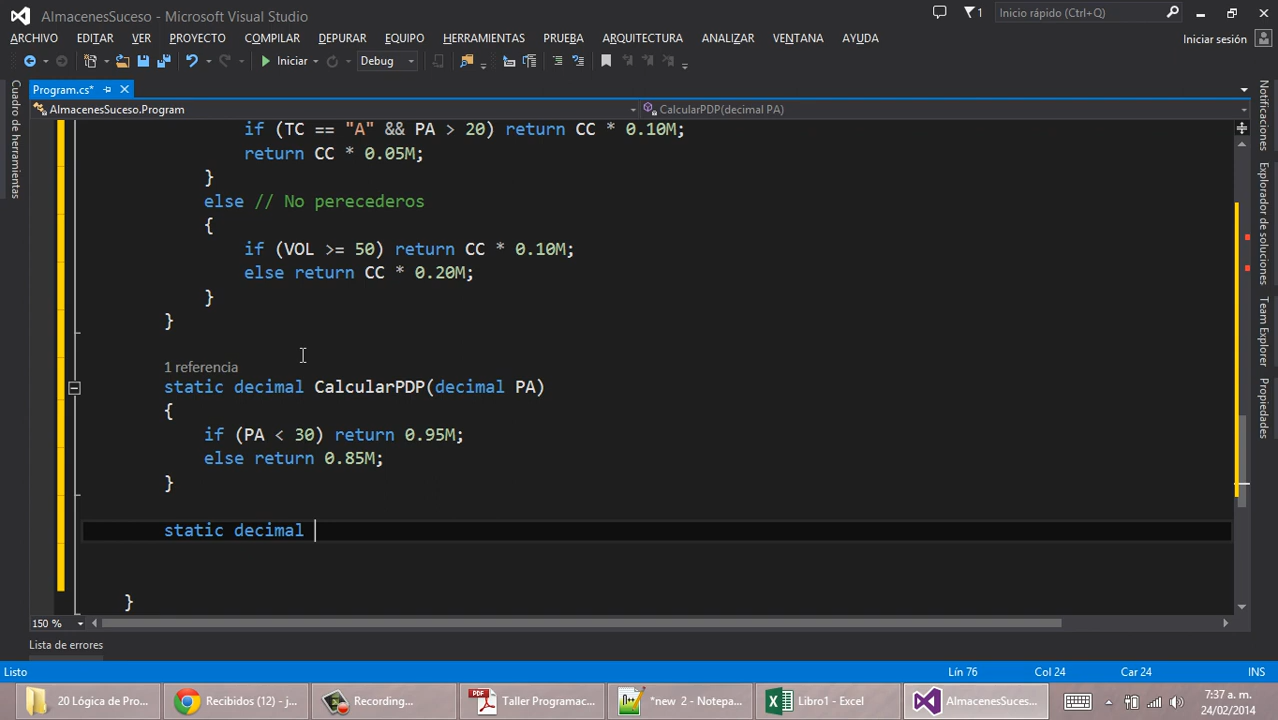 AlmacenesSuceso - Microsoft Visual Studio
1
Inicio rápido (Ctrl+Q)
ARCHIVO EDITAR VER PROYECTO COMPILAR DEPURAR EQUIPO HERRAMIENTAS PRUEBA ARQUITECTURA ANALIZAR VENTANA AYUDA
Iniciar sesión
Iniciar
Debug
Program.cs*
AlmacenesSuceso.Program
CalcularPDP(decimal PA)
Cuadro de herramientas
if (TC == "A" && PA > 20) return CC * 0.10M;
return CC * 0.05M;
}
else // No perecederos
{
if (VOL >= 50) return CC * 0.10M;
else return CC * 0.20M;
}
}
1 referencia
static decimal CalcularPDP(decimal PA)
{
if (PA < 30) return 0.95M;
else return 0.85M;
}
static decimal
}
Notificaciones
Explorador de soluciones
Team Explorer
Propiedades
150 %
Lista de errores
Listo
Lín 76
Col 24
Car 24
INS
20 Lógica de Pro...
Recibidos (12) - j...
Recording...
Taller Programac...
*new 2 - Notepa...
Libro1 - Excel
AlmacenesSuces...
7:37 a. m.
24/02/2014